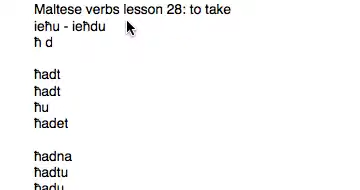 Maltese verbs lesson 28: to take
ieħu - ieħdu
ħ d
ħadt
ħadt
ħu
ħadet
ħadna
ħadtu
ħadu